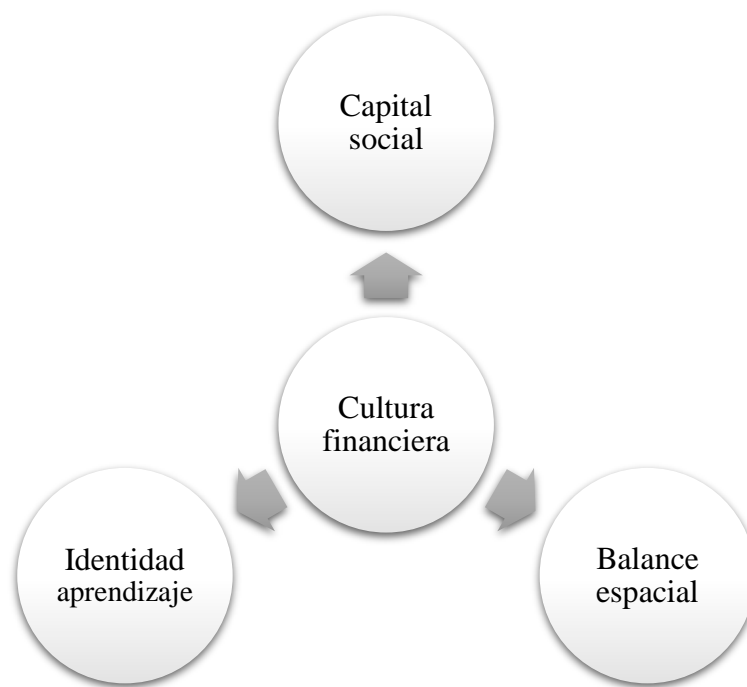 Capital
social
Cultura
financiera
Identidad
aprendizaje
Balance
espacial